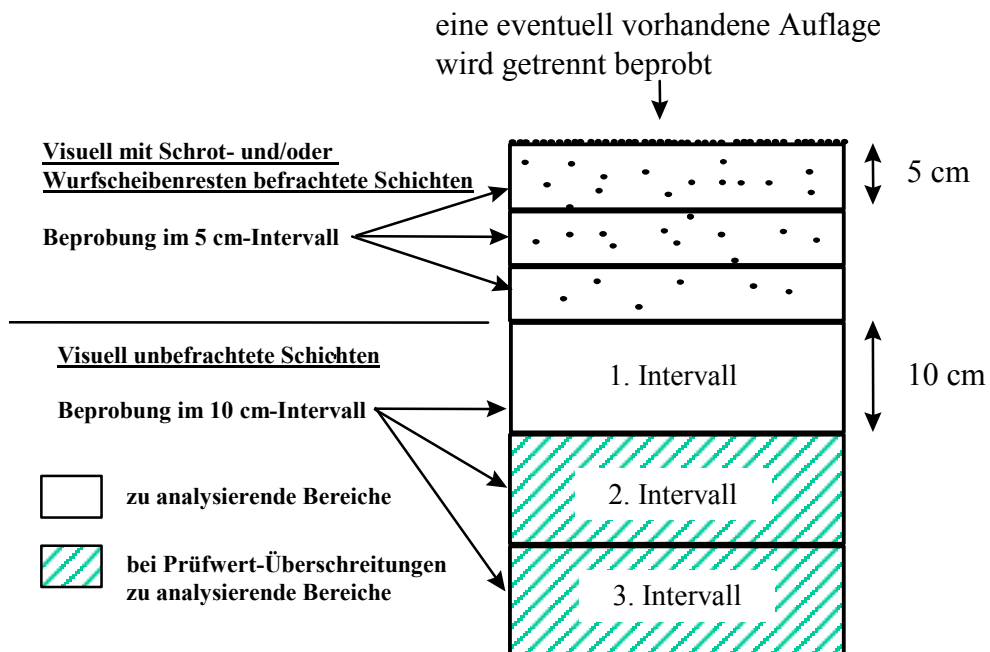 eine eventuell vorhandene Auflage
wird getrennt beprobt
Visuell mit Schrot- und/oder
Wurfscheibenresten befrachtete Schichten
5 cm
Beprobung im 5 cm-Intervall
Visuell unbefrachtete Schichten
1. Intervall
10 cm
Beprobung im 10 cm-Intervall
zu analysierende Bereiche
2. Intervall
bei Prüfwert-Überschreitungen
zu analysierende Bereiche
3. Intervall